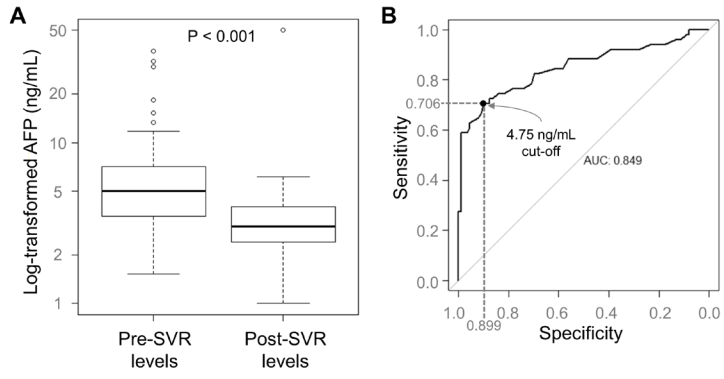 A
Log-transformed AFP (ng/mL)
50
20
10
5
2
1
P < 0.001
Pre-SVR
levels
Post-SVR
levels
B
Sensitivity
1.0
0.8
0.706
0.6
0.4
0.2
0.0
4.75 ng/mL
cut-off
AUC: 0.849
1.0 0.8 0.6 0.4 0.2 0.0
0.899
Specificity